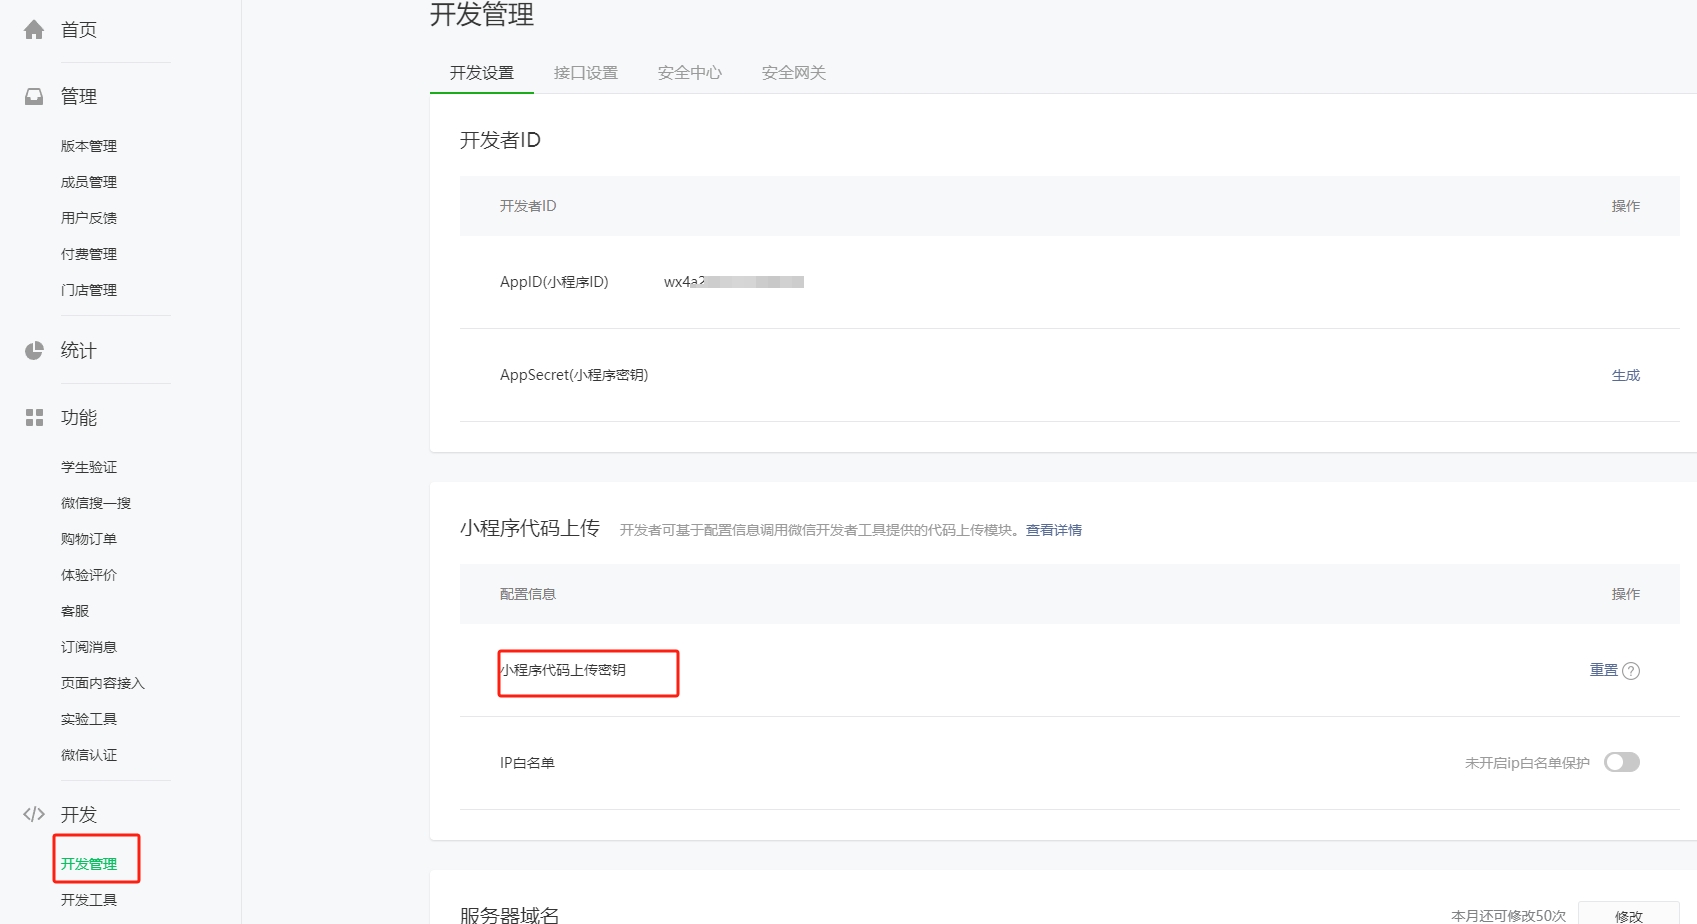 首页
管理
版本管理
成员管理
用户反馈
付费管理
门店管理
统计
功能
学生验证
微信搜一搜
购物订单
体验评价
客服
订阅消息
页面内容接入
实验工具
微信认证
开发
开发管理
开发工具
开发管理
开发设置 接口设置 安全中心 安全网关
开发者ID
开发者ID 操作
AppID(小程序ID) wx4a2
AppSecret(小程序密钥) 生成
小程序代码上传 开发者可基于配置信息调用微信开发者工具提供的代码上传模块。查看详情
配置信息 操作
小程序代码上传密钥 重置 ?
IP白名单 未开启ip白名单保护
服务器域名 本月还可修改50次 修改